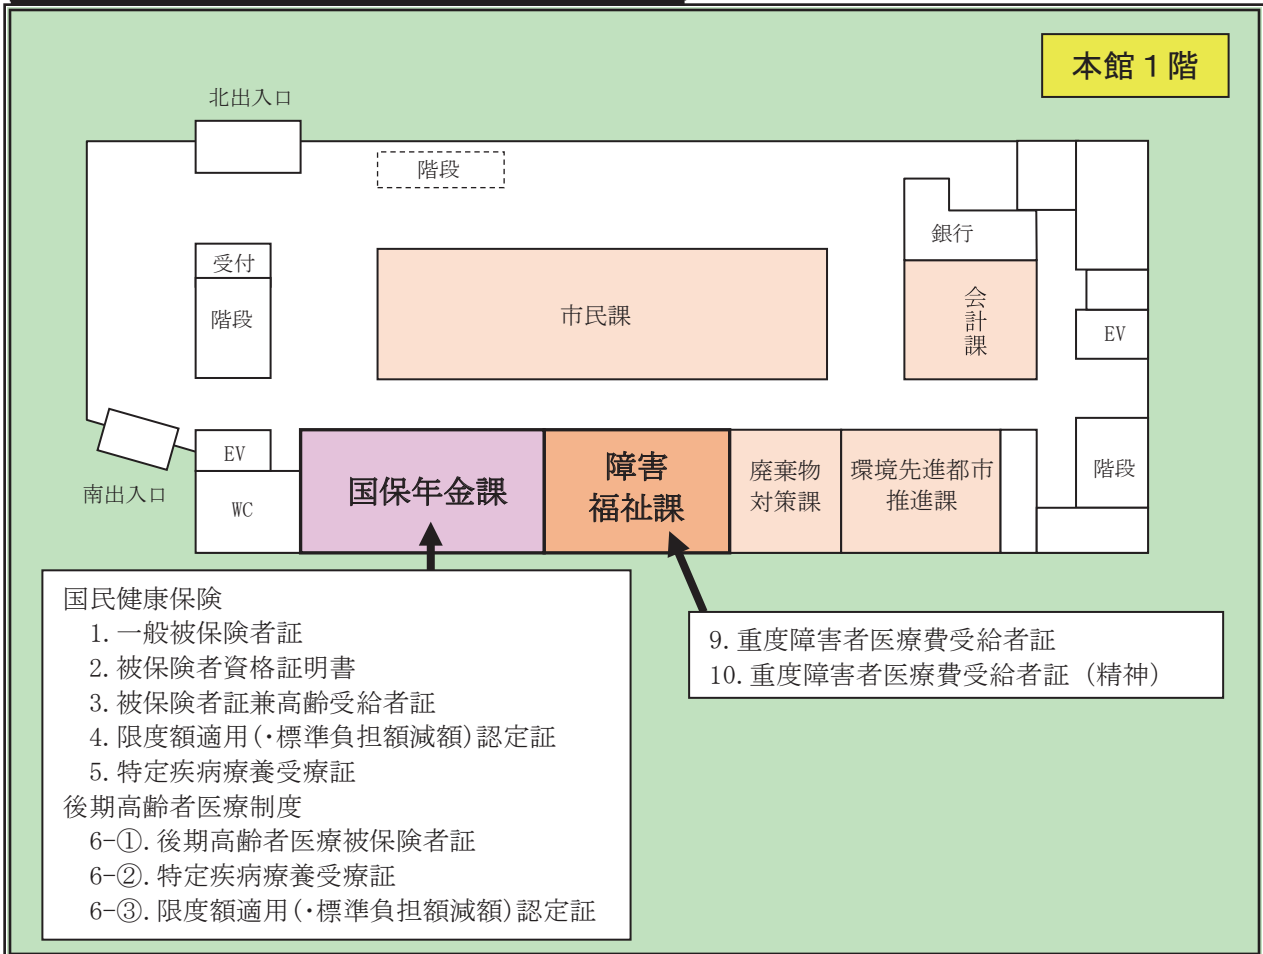 本館１階
北出入口
階段
銀行
受付
階段
市民課
会計課
EV
EV
国保年金課
障害
福祉課
廃棄物
対策課
環境先進都市
推進課
階段
南出入口
WC
国民健康保険
1.一般被保険者証
2.被保険者資格証明書
3.被保険者証兼高齢受給者証
4.限度額適用(・標準負担額減額)認定証
5.特定疾病療養受療証
後期高齢者医療制度
6-①.後期高齢者医療被保険者証
6-②.特定疾病療養受療証
6-③.限度額適用(・標準負担額減額)認定証
9.重度障害者医療費受給者証
10.重度障害者医療費受給者証（精神）